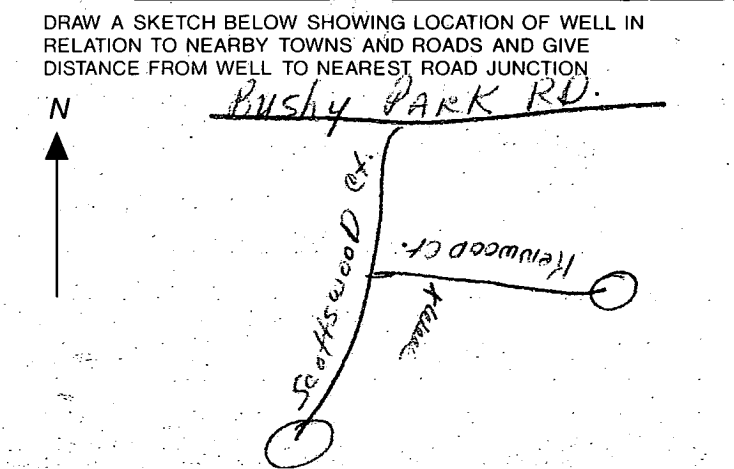 DRAW A SKETCH BELOW SHOWING LOCATION OF WELL IN
RELATION TO NEARBY TOWNS AND ROADS AND GIVE
DISTANCE FROM WELL TO NEAREST ROAD JUNCTION
N
Bushy PARK RD.
Scottswood Ct.
Kenwood Ct.